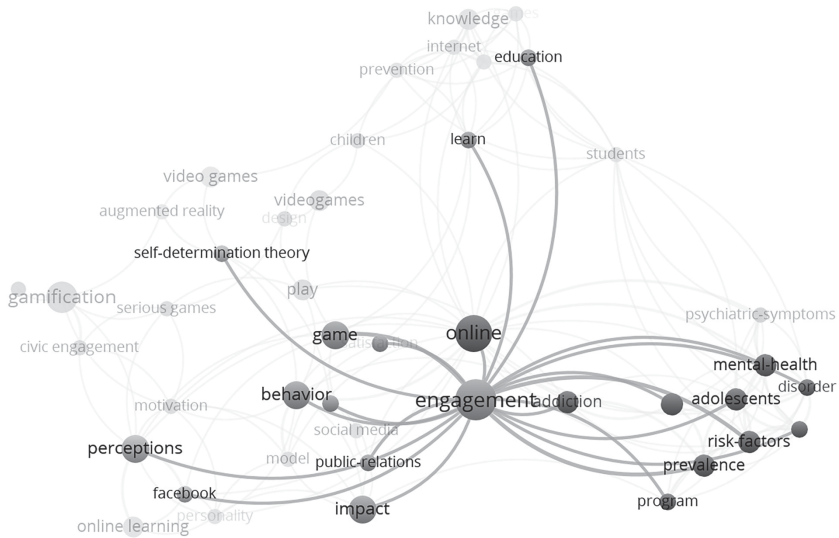 knowledge
internet
education
prevention
children
learn
students
video games
videogames
augmented reality
design
self-determination theory
gamification
play
serious games
psychiatric-symptoms
civic engagement
game
online
mental-health
disorder
behavior
engagement
addiction
adolescents
motivation
social media
risk-factors
perceptions
model
public-relations
prevalence
facebook
program
impact
personality
online learning